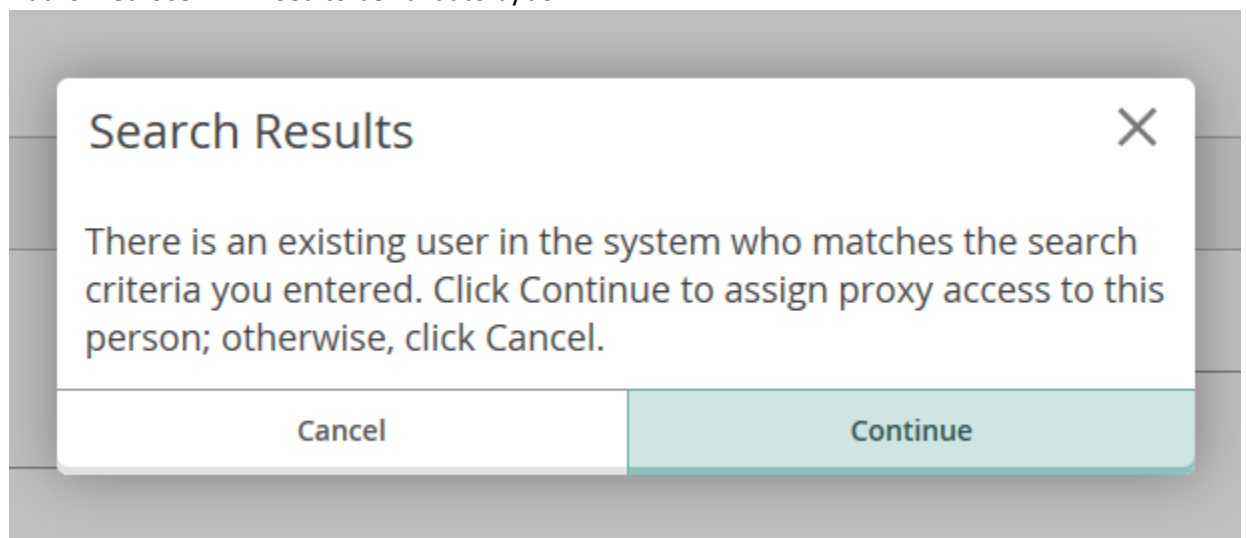 Search Results
There is an existing user in the system who matches the search
criteria you entered. Click Continue to assign proxy access to this
person; otherwise, click Cancel.
Cancel
Continue